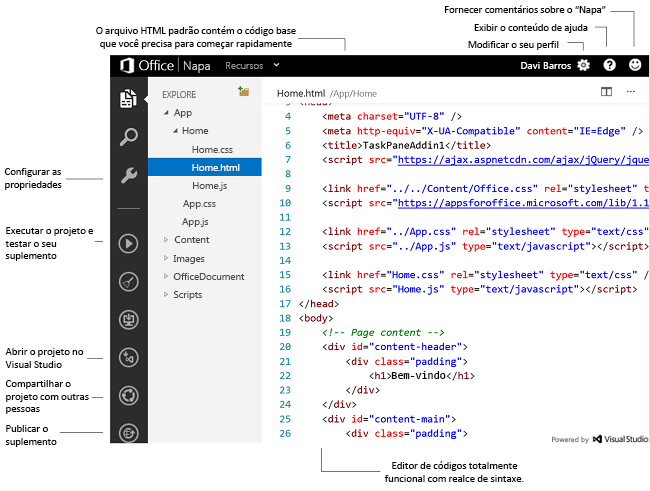 Fornecer comentários sobre o “Napa”
O arquivo HTML padrão contém o código base
que você precisa para começar rapidamente
Exibir o conteúdo de ajuda
Modificar o seu perfil
Office | Napa
Recursos
Davi Barros
?
EXPLORE
App
Home
Home.css
Home.html
Home.js
App.css
App.js
Content
Images
OfficeDocument
Scripts
Home.html /App/Home
...
3 <head>
4 <meta charset="UTF-8" />
5 <meta http-equiv="X-UA-Compatible" content="IE=Edge" />
6 <title>TaskPaneAddin1</title>
7 <script src="https://ajax.aspnetcdn.com/ajax/jQuery/jque
8
9 <link href="../../Content/Office.css" rel="stylesheet" t
10 <script src="https://appsforoffice.microsoft.com/lib/1.1
11
12 <link href="../App.css" rel="stylesheet" type="text/css"
13 <script src="../App.js" type="text/javascript"></script>
14
15 <link href="Home.css" rel="stylesheet" type="text/css" /
16 <script src="Home.js" type="text/javascript"></script>
17 </head>
18 <body>
19 <!-- Page content -->
20 <div id="content-header">
21 <div class="padding">
22 <h1>Bem-vindo</h1>
23 </div>
24 </div>
25 <div id="content-main">
26 <div class="padding">
Powered by Visual Studio
Configurar as
propriedades
Executar o projeto e
testar o seu
suplemento
Abrir o projeto no
Visual Studio
Compartilhar o
projeto com outras
pessoas
Publicar o
suplemento
Editor de códigos totalmente
funcional com realce de sintaxe.